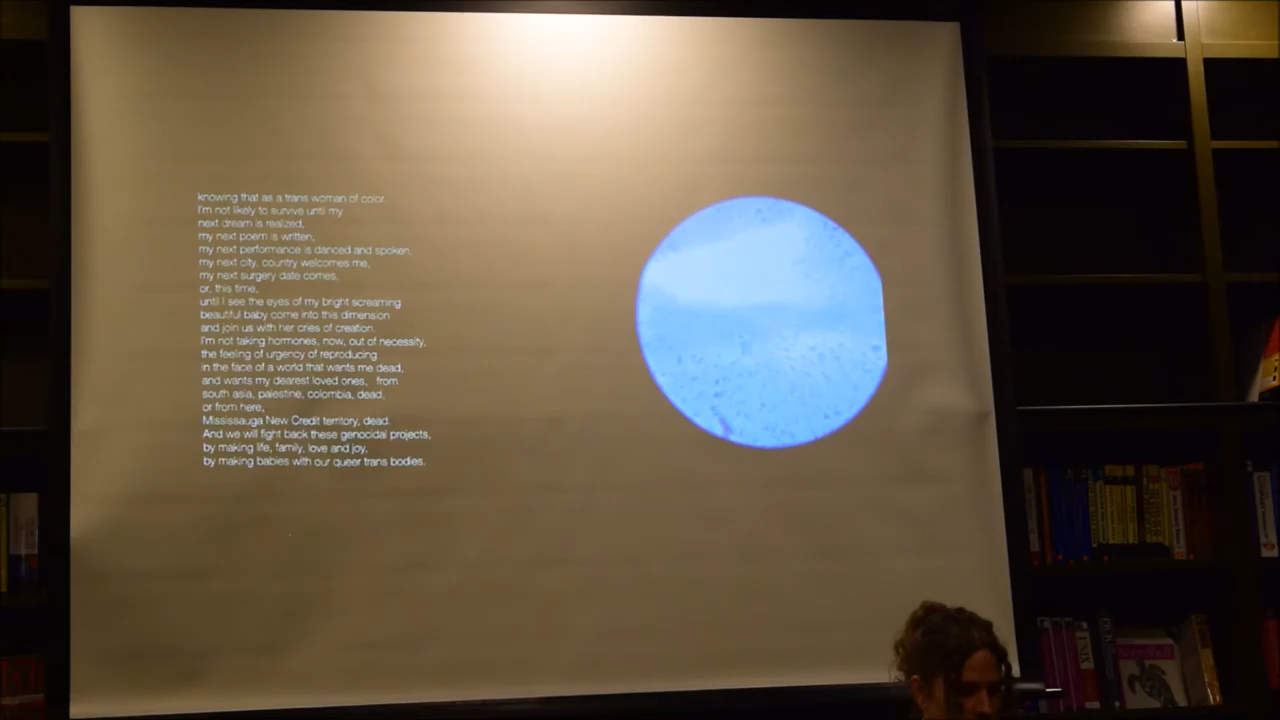 knowing that as a trans woman of color
I'm not likely to survive until my
next dream is realized,
my next poem is written,
my next performance is danced and spoken,
my next city, country welcomes me,
my next surgery date comes,
or, this time,
until I see the eyes of my bright screaming
beautiful baby come into this dimension
and join us with her cries of creation.
I'm not taking hormones, now, out of necessity,
the feeling of urgency of reproducing
in the face of a world that wants me dead,
and wants my dearest loved ones, from
south asia, palestine, colombia, dead,
or from here,
Mississauga New Credit territory, dead.
And we will fight back these genocidal projects,
by making life, family, love and joy,
by making babies with our queer trans bodies.
UNIX